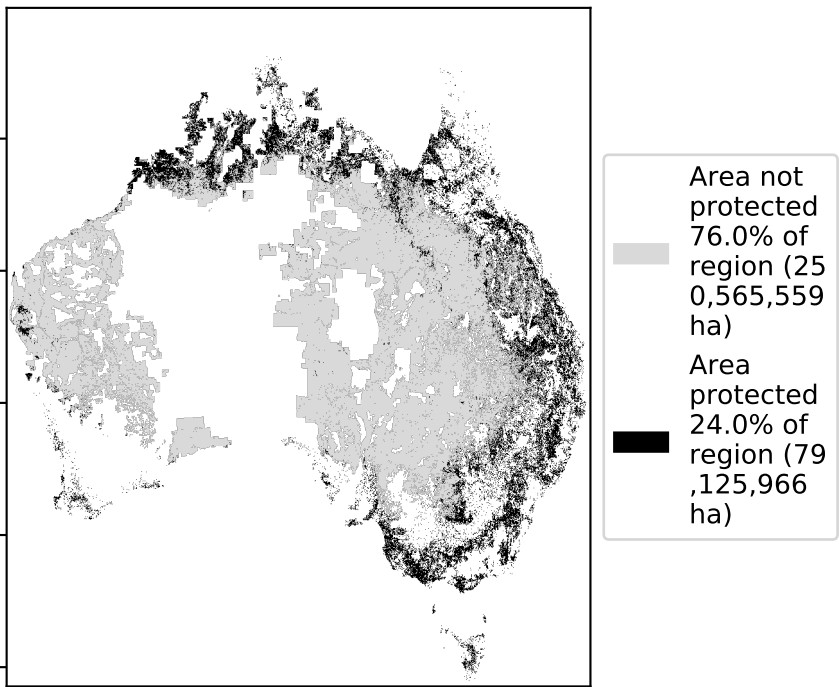 Area not
protected
76.0% of
region (25
0,565,559
ha)
Area
protected
24.0% of
region (79
,125,966
ha)